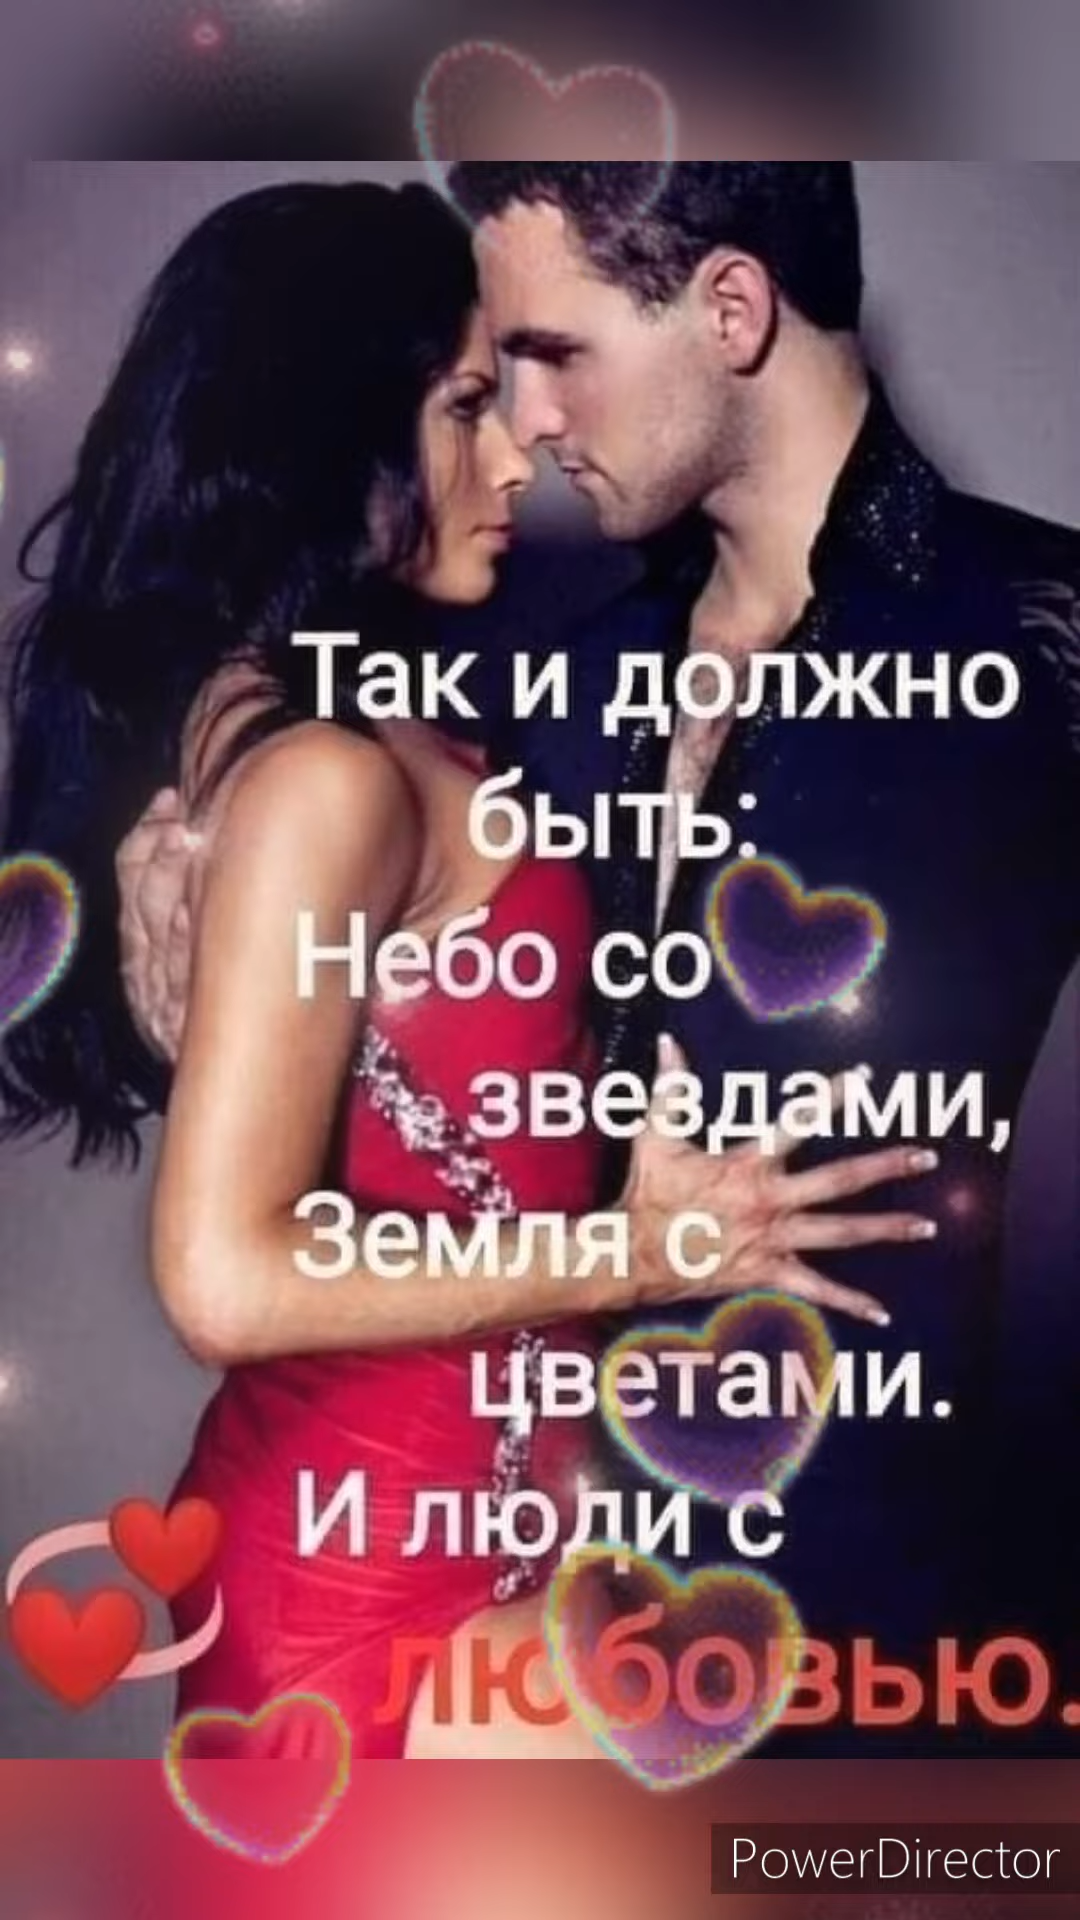 Так и должно
быть:
Небо со
звездами,
Земля с
цветами.
И люди с
любовью.
PowerDirector